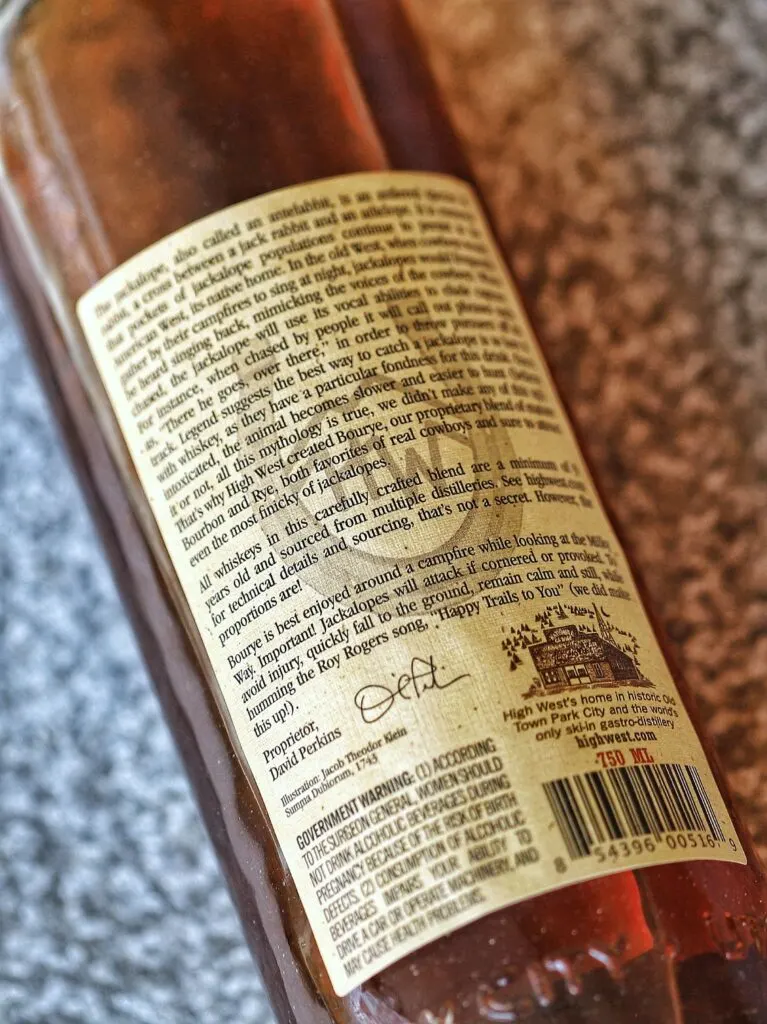 The jackalope, also called an antelabbit, is an
rabbit, a cross between a jack rabbit and an antelope. It is
that pockets of jackalope populations continue to persist in the
American West, its native home. In the old West, when cowboys would
gather by their campfires to sing at night, jackalopes could
be heard singing back, mimicking the voices of the cowboys. When
chased, the jackalope will use its vocal abilities to elude
for instance, when chased by people it will call out
as, "There he goes, over there," in order to throw pursuers off
track. Legend suggests the best way to catch a jackalope is to
with whiskey, as they have a particular fondness for this drink.
intoxicated, the animal becomes slower and easier to hunt.
it or not, all this mythology is true, we didn't make any of this up!
That's why High West created Bourye, our proprietary blend of
Bourbon and Rye, both favorites of real cowboys and sure to attract
even the most finicky of jackalopes.
All whiskeys in this carefully crafted blend are a minimum of
years old and sourced from multiple distilleries. See highwest.com
for technical details and sourcing, that's not a secret. However, the
proportions are!
Bourye is best enjoyed around a campfire while looking at the Milky
Way. Important! Jackalopes will attack if cornered or provoked. To
avoid injury, quickly fall to the ground, remain calm and still, while
humming the Roy Rogers song, "Happy Trails to You" (we did make
this up!).
Proprietor,
David Perkins
Illustration: Jacob Theodor Klein
Summa Dubiorum, 1743
High West's home in historic Old
Town Park City and the world's
only ski-in gastro-distillery
highwest.com
750 ML
GOVERNMENT WARNING: (1) ACCORDING
TO THE SURGEON GENERAL, WOMEN SHOULD
NOT DRINK ALCOHOLIC BEVERAGES DURING
PREGNANCY BECAUSE OF THE RISK OF BIRTH
DEFECTS. (2) CONSUMPTION OF ALCOHOLIC
BEVERAGES IMPAIRS YOUR ABILITY TO
DRIVE A CAR OR OPERATE MACHINERY, AND
MAY CAUSE HEALTH PROBLEMS.
8 54396 00516 9